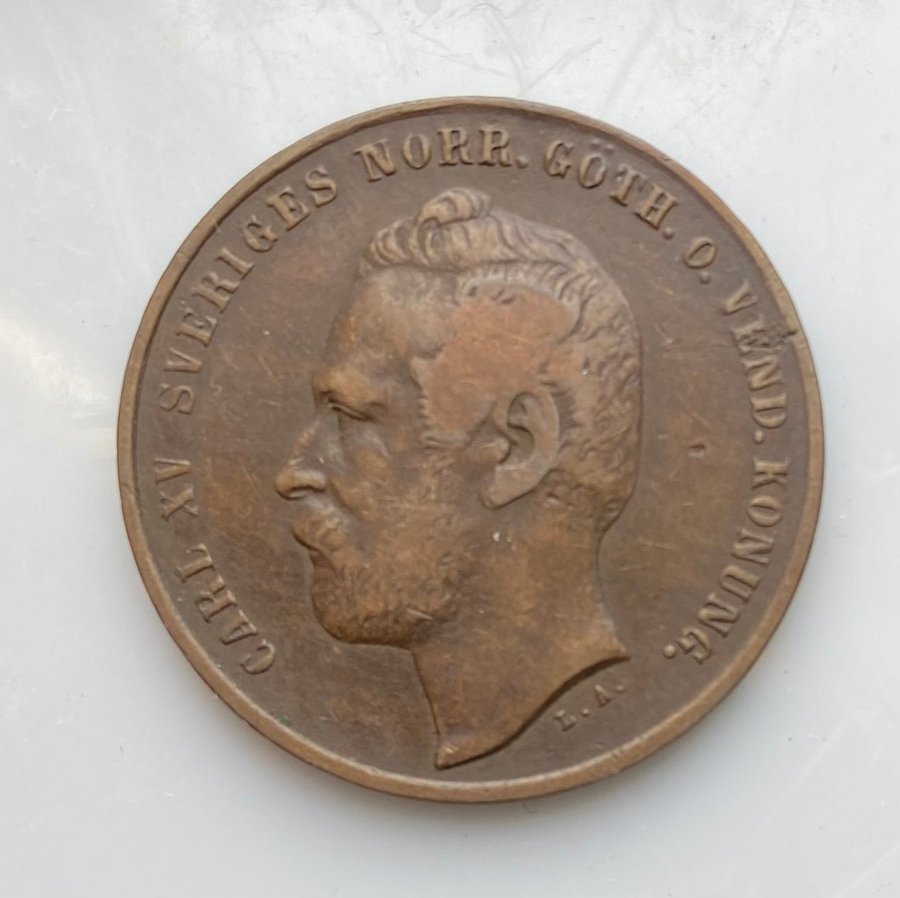 CARL XV SVERIGES NORR. GÖTH. O. VEND. KONUNG.
L. A.